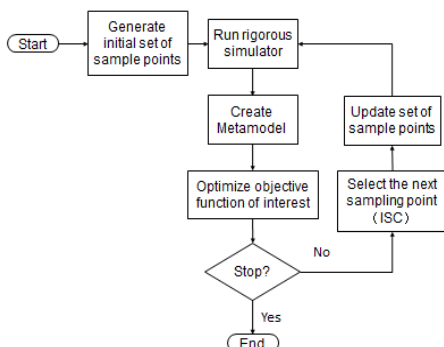 Start
Generate
initial set of
sample points
Run rigorous
simulator
Create
Metamodel
Optimize objective
function of interest
Stop?
Yes
End
No
Select the next
sampling point
（ISC）
Update set of
sample points